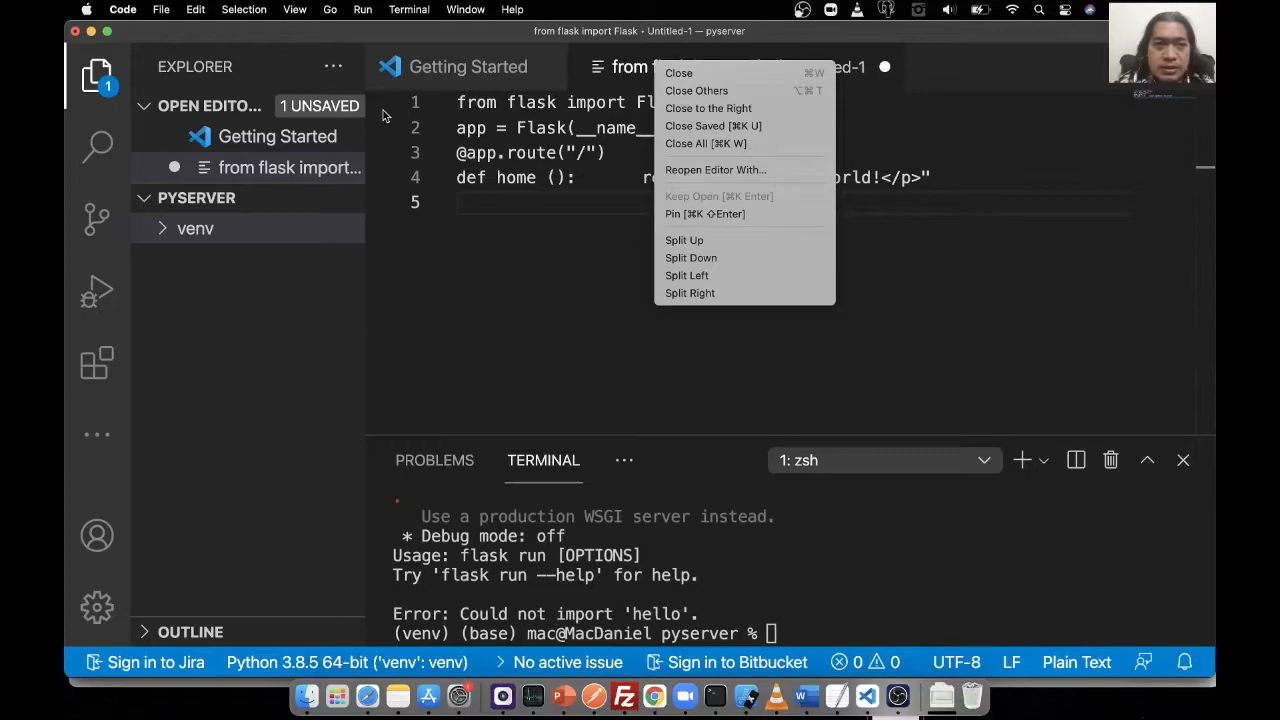 Code File Edit Selection View Go Run Terminal Window Help
from flask import Flask • Untitled-1 — pyserver
EXPLORER
Getting Started
from
d-1
1
OPEN EDITO...
1 UNSAVED
Getting Started
from flask import...
PYSERVER
venv
1 from flask import Fl
2 app = Flask(__name__
3 @app.route("/")
4 def home ():
orld!</p>"
5
Close ⌘W
Close Others ⌥⌘T
Close to the Right
Close Saved [⌘K U]
Close All [⌘K W]
Reopen Editor With...
Keep Open [⌘K Enter]
Pin [⌘K ⇧Enter]
Split Up
Split Down
Split Left
Split Right
PROBLEMS TERMINAL
1: zsh
Use a production WSGI server instead.
* Debug mode: off
Usage: flask run [OPTIONS]
Try 'flask run --help' for help.
Error: Could not import 'hello'.
(venv) (base) mac@MacDaniel pyserver %
OUTLINE
Sign in to Jira Python 3.8.5 64-bit ('venv': venv) No active issue Sign in to Bitbucket 0 0 UTF-8 LF Plain Text